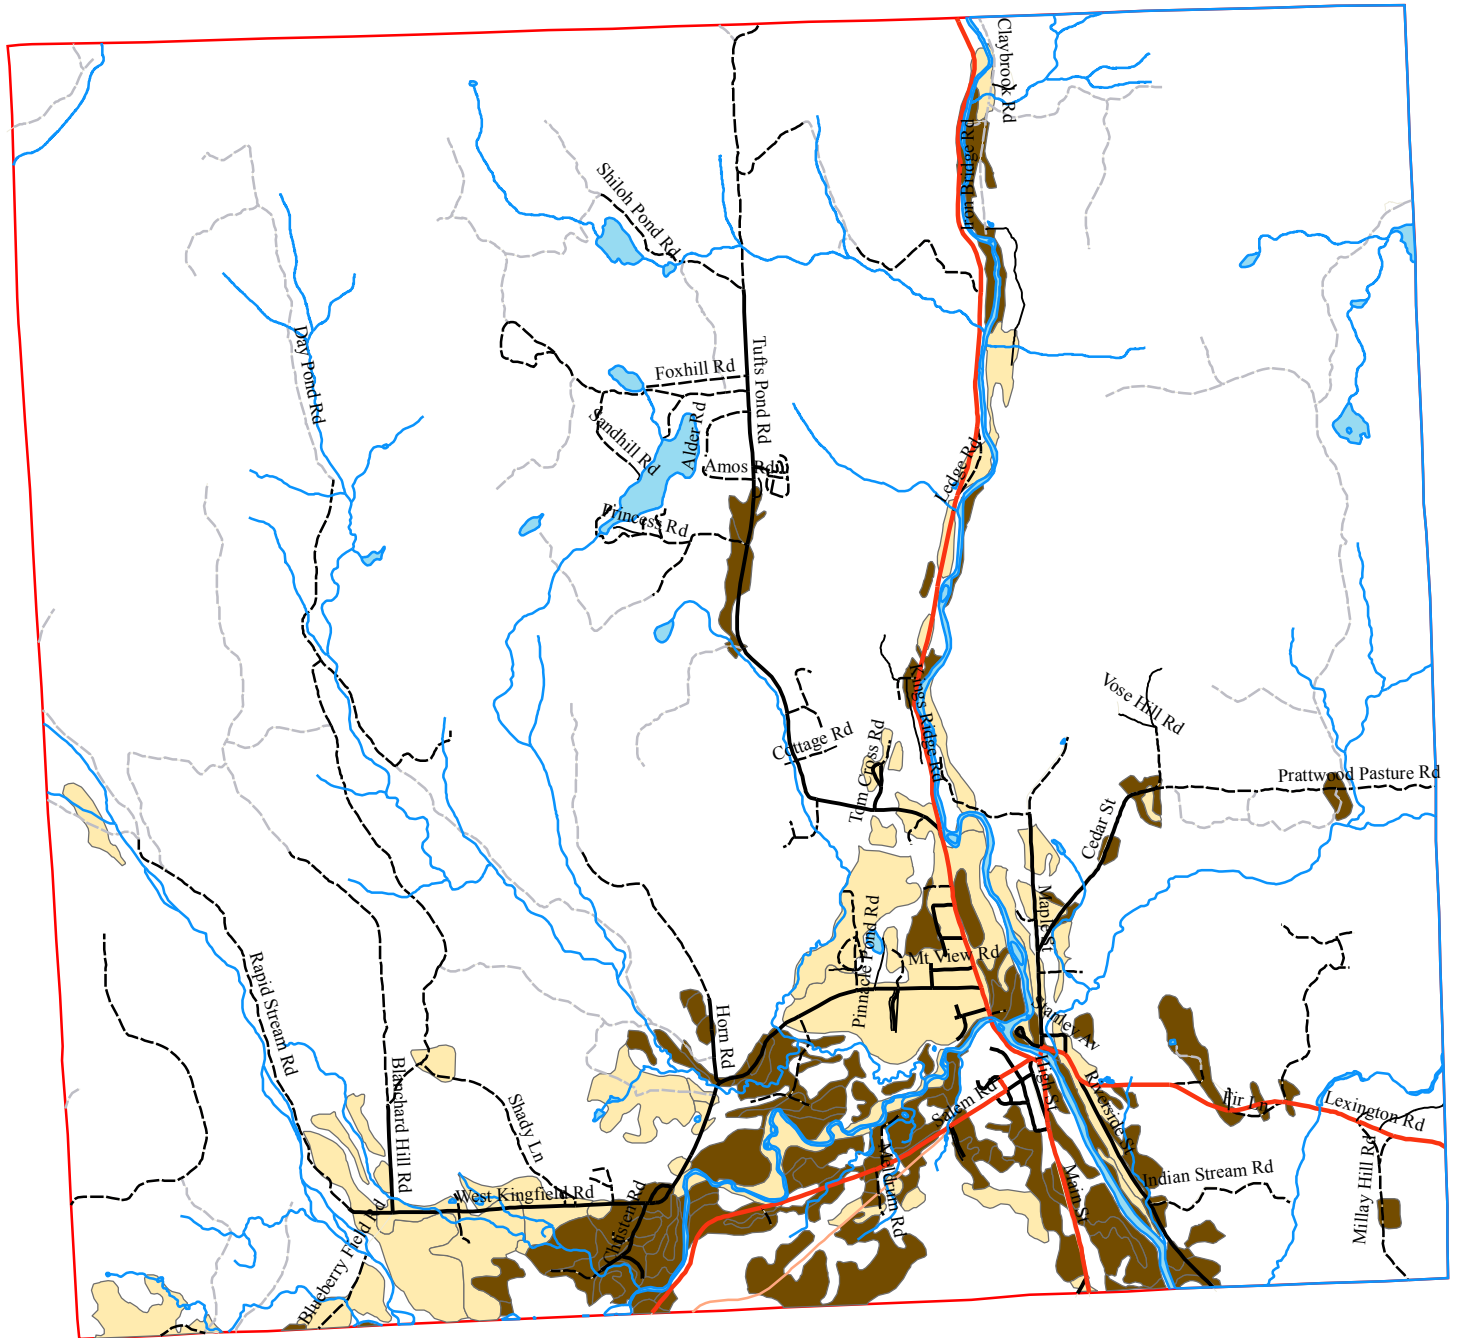 Claybrook Rd
Iron Bridge Rd
Shiloh Pond Rd
Day Pond Rd
Tufts Pond Rd
Foxhill Rd
Alder Rd
Sandhill Rd
Amos Rd
Ledge Rd
Princess Rd
Kings Ridge Rd
Vose Hill Rd
Cottage Rd
Tom Cross Rd
Prattwood Pasture Rd
Cedar St
Maple St
Pinnacle Pond Rd
Mt View Rd
Rapid Stream Rd
Horn Rd
Stanley Av
Blanchard Hill Rd
Shady Ln
High St
Salem Rd
Riverside St
Fir Ln
Lexington Rd
Meldrum Rd
Main St
Indian Stream Rd
Millay Hill Rd
West Kingfield Rd
Christen Rd
Blueberry Field Rd